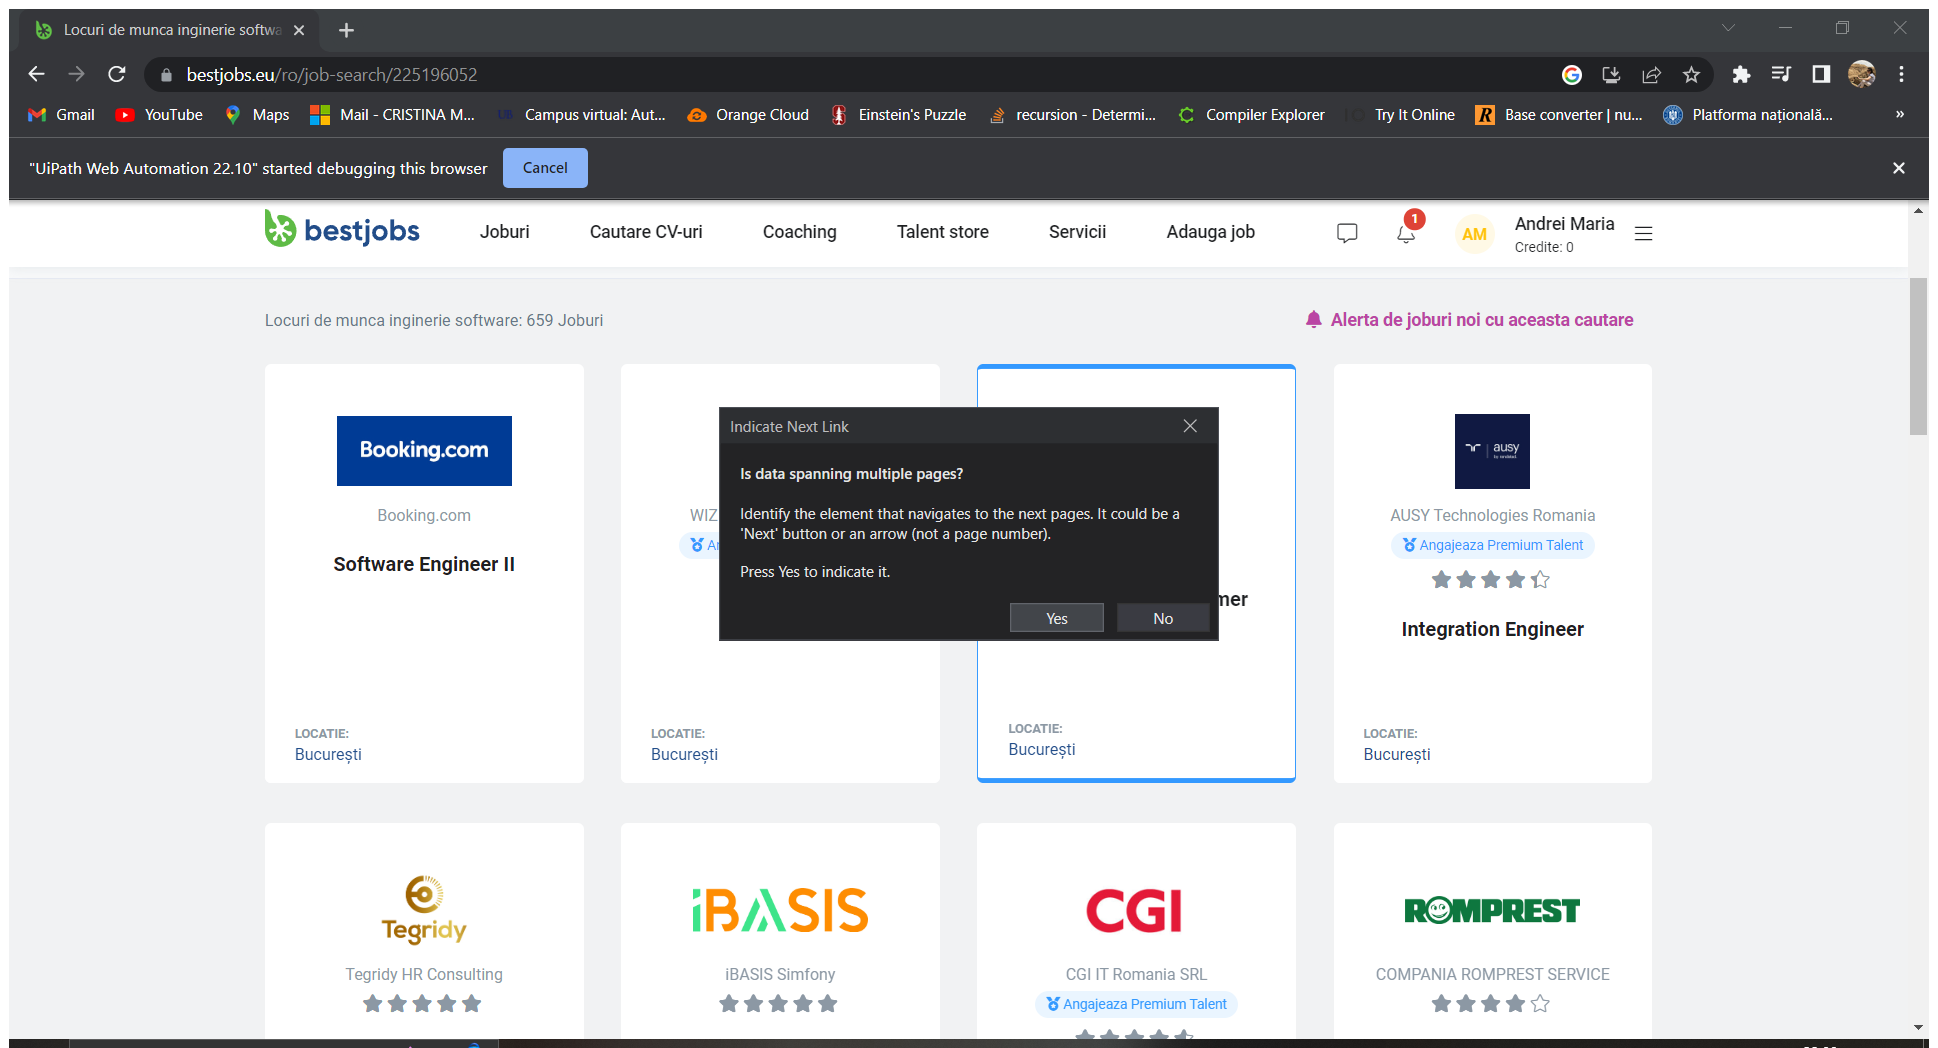 Locuri de munca inginerie softwa
bestjobs.eu/ro/job-search/225196052
Gmail YouTube Maps Mail - CRISTINA M... Campus virtual: Aut... Orange Cloud Einstein's Puzzle recursion - Determi... Compiler Explorer Try It Online Base converter | nu... Platforma națională... »
"UiPath Web Automation 22.10" started debugging this browser Cancel
bestjobs Joburi Cautare CV-uri Coaching Talent store Servicii Adauga job 1 AM Andrei Maria
Credite: 0
Locuri de munca inginerie software: 659 Joburi Alerta de joburi noi cu aceasta cautare
Booking.com
Booking.com
Software Engineer II
LOCATIE:
București
WIZ
LOCATIE:
București
mer
LOCATIE:
București
ausy
AUSY Technologies Romania
Angajeaza Premium Talent
Integration Engineer
LOCATIE:
București
Indicate Next Link
Is data spanning multiple pages?
Identify the element that navigates to the next pages. It could be a
'Next' button or an arrow (not a page number).
Press Yes to indicate it.
Yes No
Tegridy
Tegridy HR Consulting
iBASIS
iBASIS Simfony
CGI
CGI IT Romania SRL
Angajeaza Premium Talent
ROMPREST
COMPANIA ROMPREST SERVICE